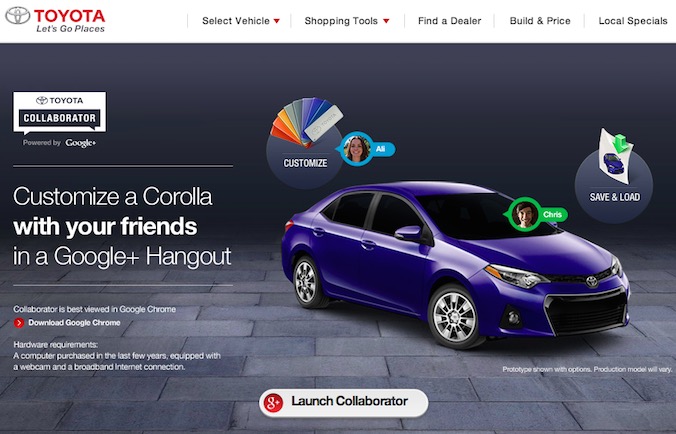 TOYOTA
Let's Go Places
Select Vehicle
Shopping Tools
Find a Dealer
Build & Price
Local Specials
TOYOTA
COLLABORATOR
Powered by Google+
CUSTOMIZE
Ali
SAVE & LOAD
Chris
Customize a Corolla
with your friends
in a Google+ Hangout
Collaborator is best viewed in Google Chrome
Download Google Chrome
Hardware requirements:
A computer purchased in the last few years, equipped with
a webcam and a broadband Internet connection.
Prototype shown with options. Production model will vary.
g+ Launch Collaborator